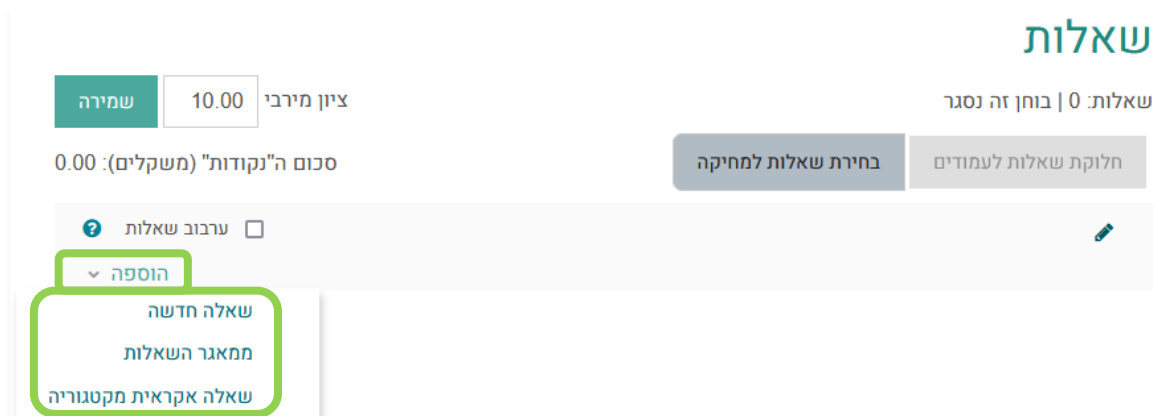 שאלות
שאלות: 0 | בוחן זה נסגר
ציון מירבי 10.00 שמירה
חלוקת שאלות לעמודים בחירת שאלות למחיקה
סכום ה"נקודות" (משקלים): 0.00
ערבוב שאלות
הוספה
שאלה חדשה
ממאגר השאלות
שאלה אקראית מקטגוריה